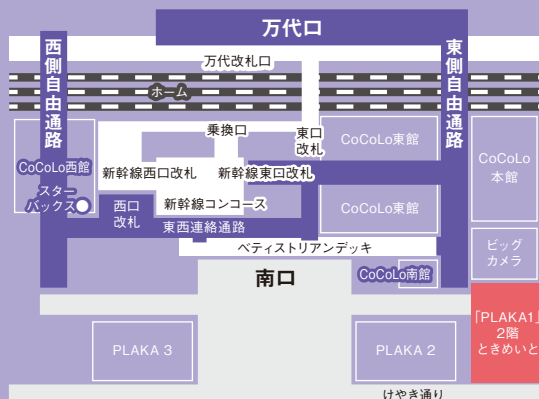 万代口
西側自由通路
東側自由通路
万代改札口
ホーム
乗換口
東口
改札
CoCoLo東館
CoCoLo
本館
CoCoLo西館
新幹線西口改札
新幹線東口改札
スター
バックス
西口
改札
新幹線コンコース
CoCoLo東館
東西連絡通路
ペティストリアンデッキ
ビッグ
カメラ
南口
CoCoLo南館
「PLAKA1」
2階
ときめいと
PLAKA 3
PLAKA 2
けやき通り